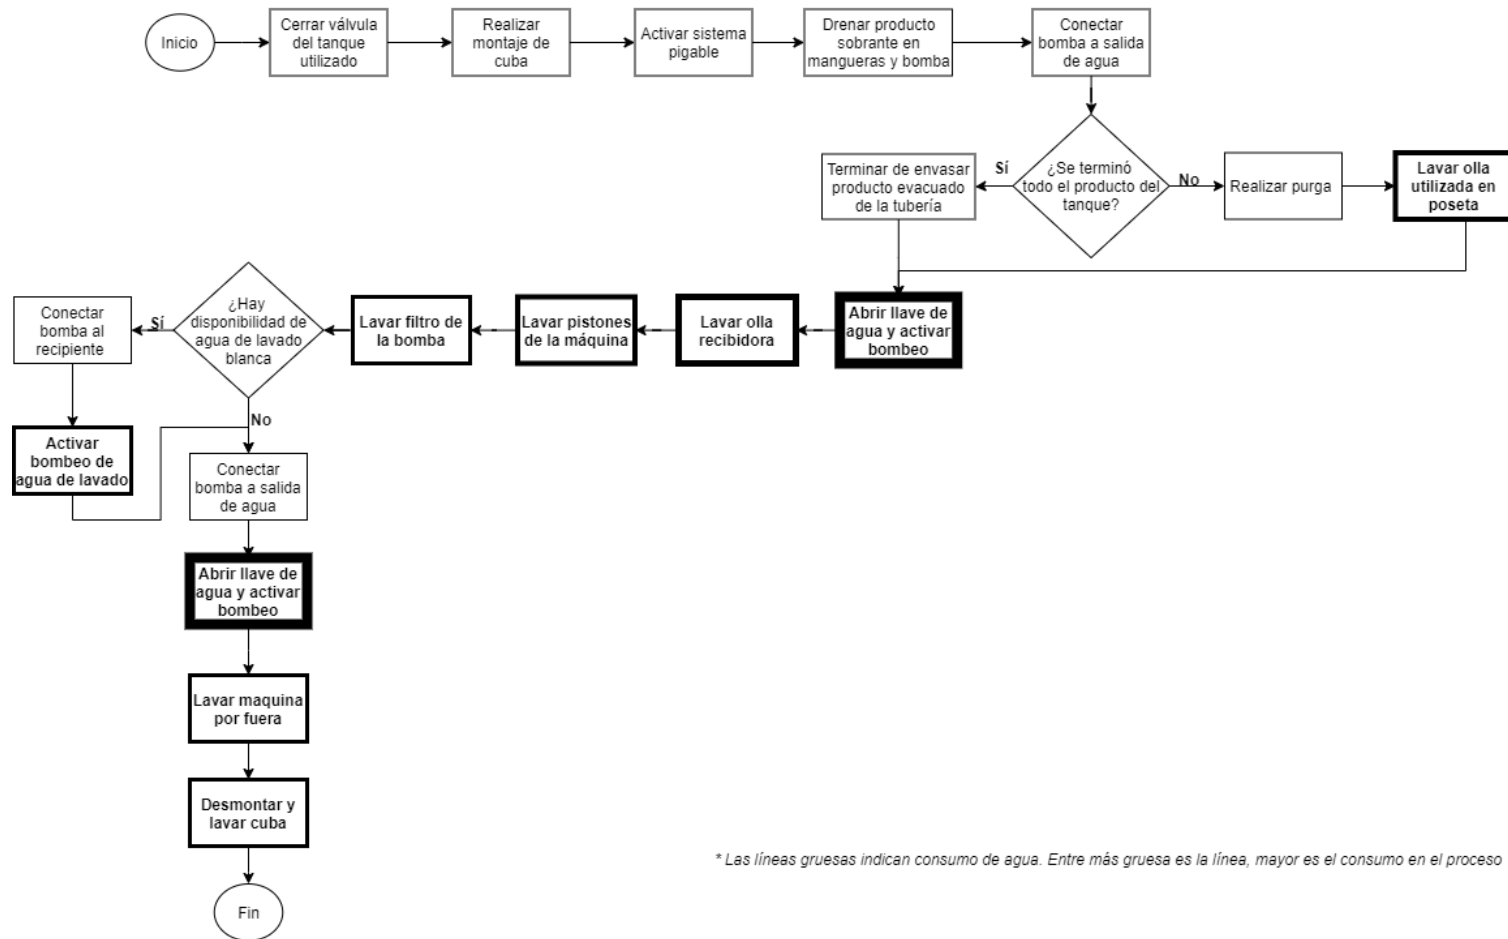 Inicio
Cerrar válvula
del tanque
utilizado
Realizar
montaje de
cuba
Activar sistema
pigable
Drenar producto
sobrante en
mangueras y bomba
Conectar
bomba a salida
de agua
¿Se terminó
todo el producto del
tanque?
Sí
No
Terminar de envasar
producto evacuado
de la tubería
Realizar purga
Lavar olla
utilizada en
poseta
Abrir llave de
agua y activar
bombeo
Lavar olla
recibidora
Lavar pistones
de la máquina
Lavar filtro de
la bomba
¿Hay
disponibilidad de
agua de lavado
blanca
Sí
No
Conectar
bomba al
recipiente
Activar
bombeo de
agua de lavado
Conectar
bomba a salida
de agua
Abrir llave de
agua y activar
bombeo
Lavar maquina
por fuera
Desmontar y
lavar cuba
Fin
* Las líneas gruesas indican consumo de agua. Entre más gruesa es la línea, mayor es el consumo en el proceso